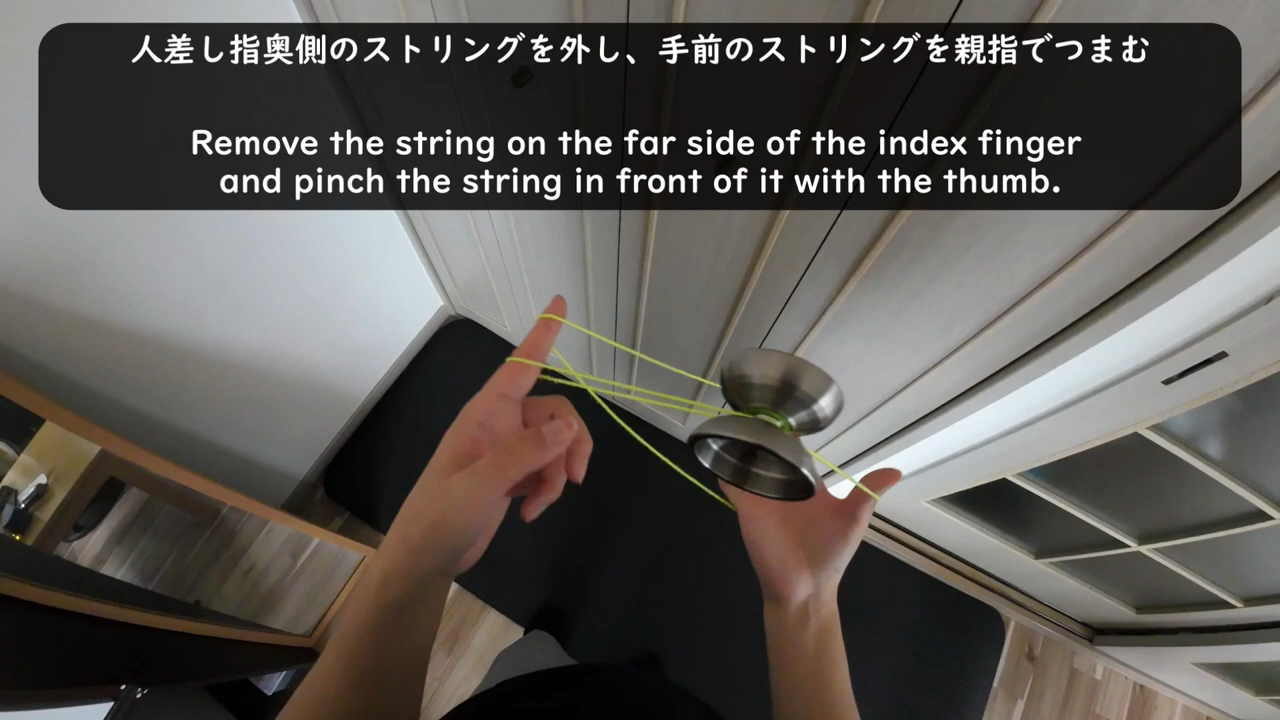 人差し指奥側のストリングを外し、手前のストリングを親指でつまむ
Remove the string on the far side of the index finger
and pinch the string in front of it with the thumb.